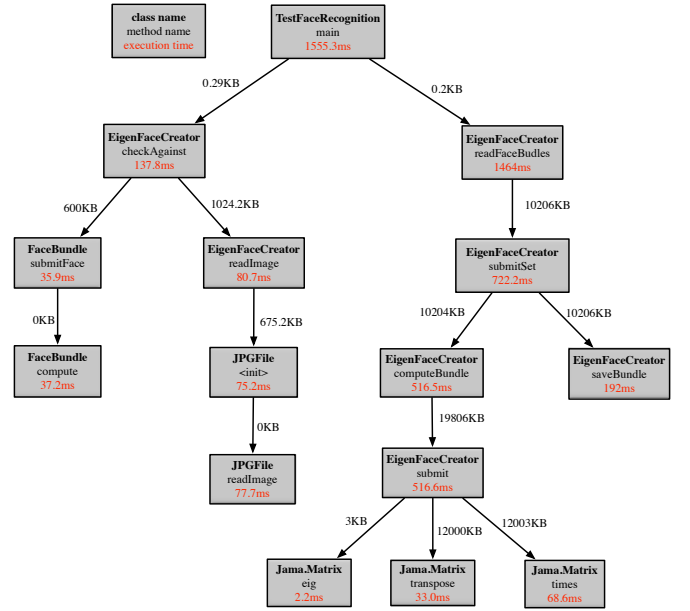 class name
method name
execution time
TestFaceRecognition
main
1555.3ms
0.29KB
0.2KB
EigenFaceCreator
checkAgainst
137.8ms
EigenFaceCreator
readFaceBudles
1464ms
600KB
1024.2KB
10206KB
FaceBundle
submitFace
35.9ms
EigenFaceCreator
readImage
80.7ms
EigenFaceCreator
submitSet
722.2ms
0KB
675.2KB
10204KB
10206KB
FaceBundle
compute
37.2ms
JPGFile
<init>
75.2ms
EigenFaceCreator
computeBundle
516.5ms
EigenFaceCreator
saveBundle
192ms
0KB
19806KB
JPGFile
readImage
77.7ms
EigenFaceCreator
submit
516.6ms
3KB
12000KB
12003KB
Jama.Matrix
eig
2.2ms
Jama.Matrix
transpose
33.0ms
Jama.Matrix
times
68.6ms